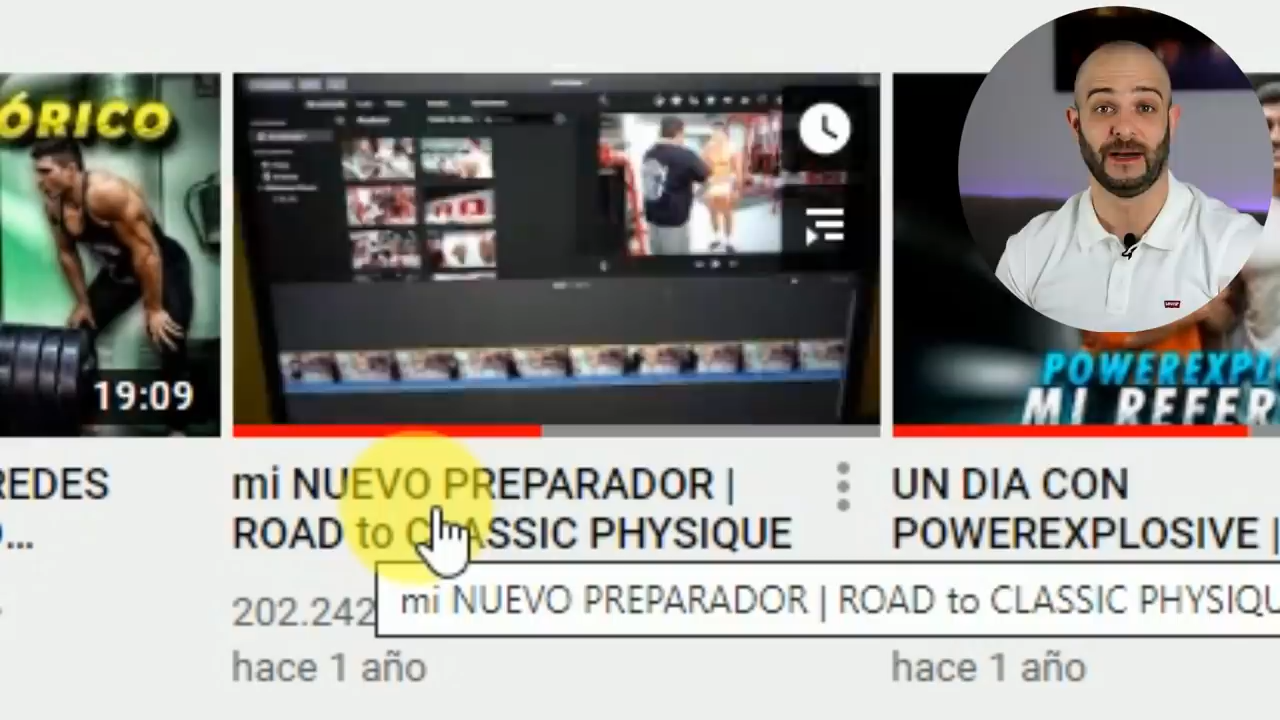 ÓRICO
19:09
REDES
mi NUEVO PREPARADOR |
ROAD to CLASSIC PHYSIQUE
202.242
hace 1 año
mi NUEVO PREPARADOR | ROAD to CLASSIC PHYSIQU
POWEREXPL
MI REFER
UN DIA CON
POWEREXPLOSIVE |
hace 1 año